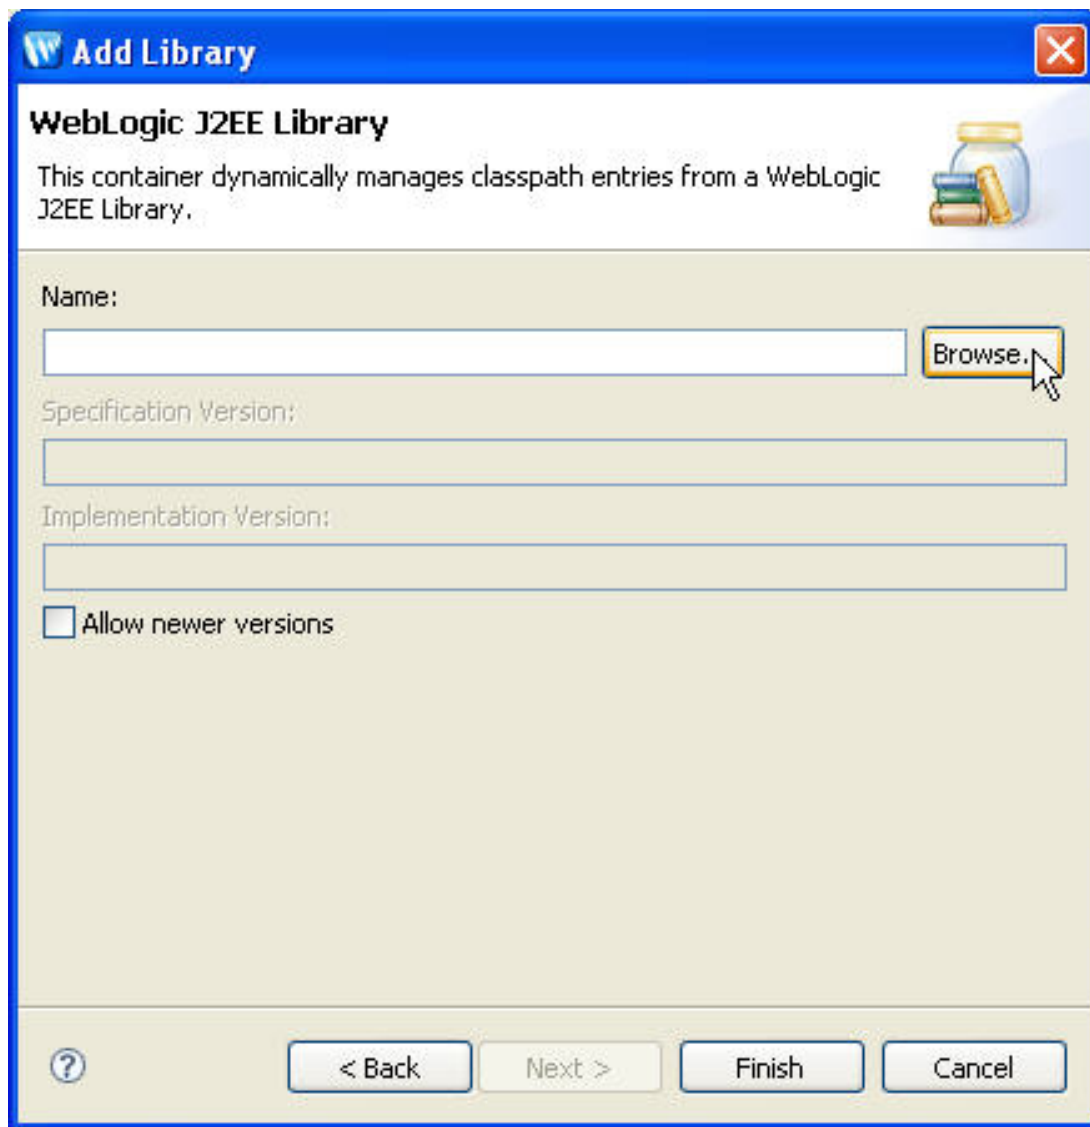 Add Library
WebLogic J2EE Library
This container dynamically manages classpath entries from a WebLogic
J2EE Library.
Name:
Browse...
Specification Version:
Implementation Version:
Allow newer versions
< Back Next > Finish Cancel